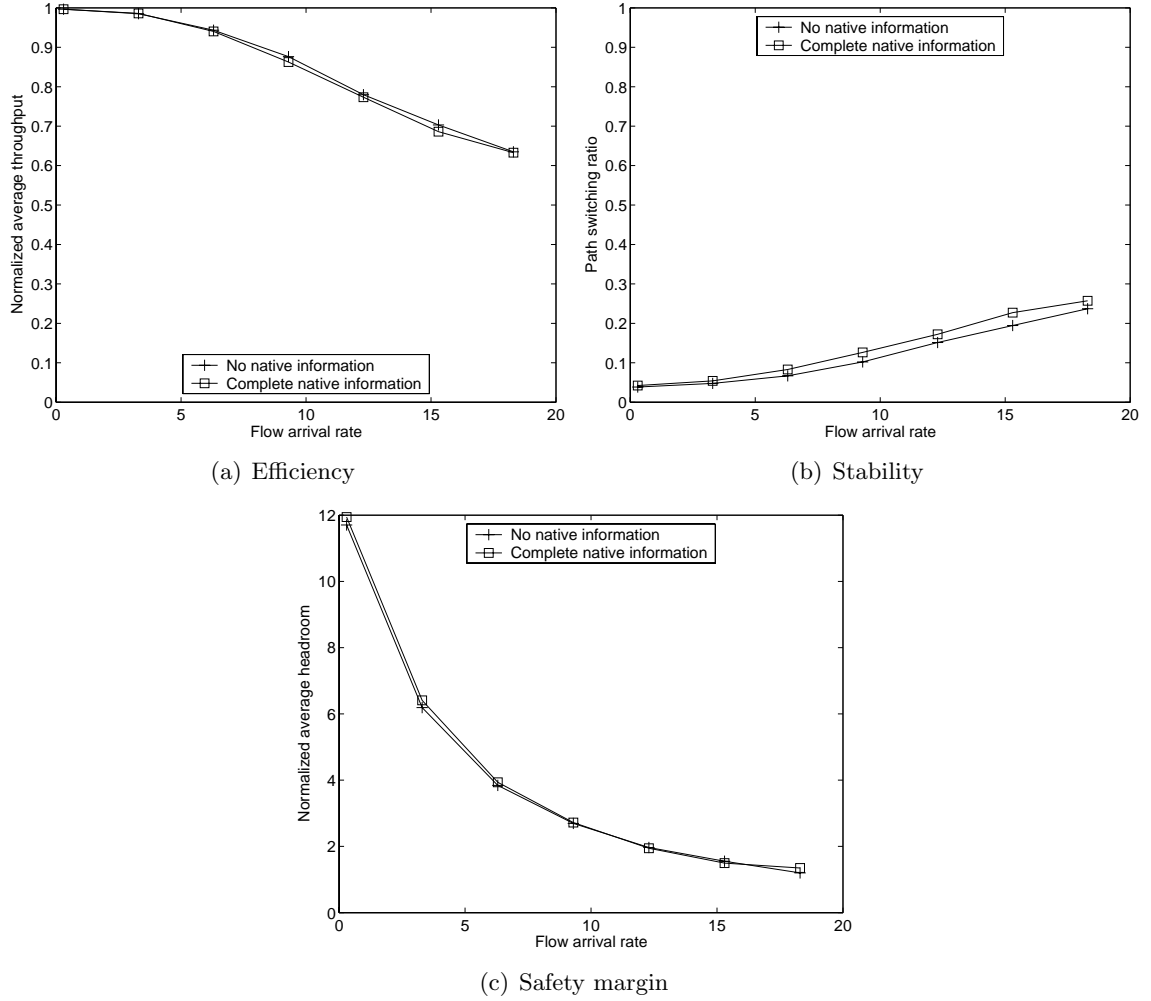 1
0.9
0.8
0.7
0.6
0.5
0.4
0.3
0.2
0.1
0
Normalized average throughput
No native information
Complete native information
0 5 10 15 20
Flow arrival rate
(a) Efficiency
No native information
Complete native information
1
0.9
0.8
0.7
0.6
0.5
0.4
0.3
0.2
0.1
0
Path switching ratio
0 5 10 15 20
Flow arrival rate
(b) Stability
No native information
Complete native information
12
10
8
6
4
2
0
Normalized average headroom
0 5 10 15 20
Flow arrival rate
(c) Safety margin